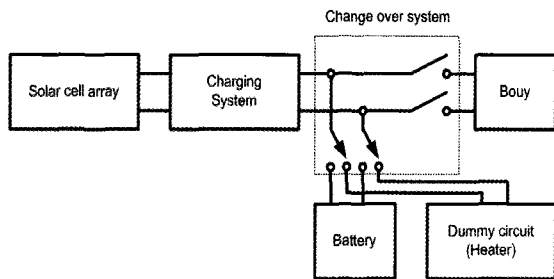 Change over system
Solar cell array
Charging
System
Bouy
Battery
Dummy circuit
(Heater)